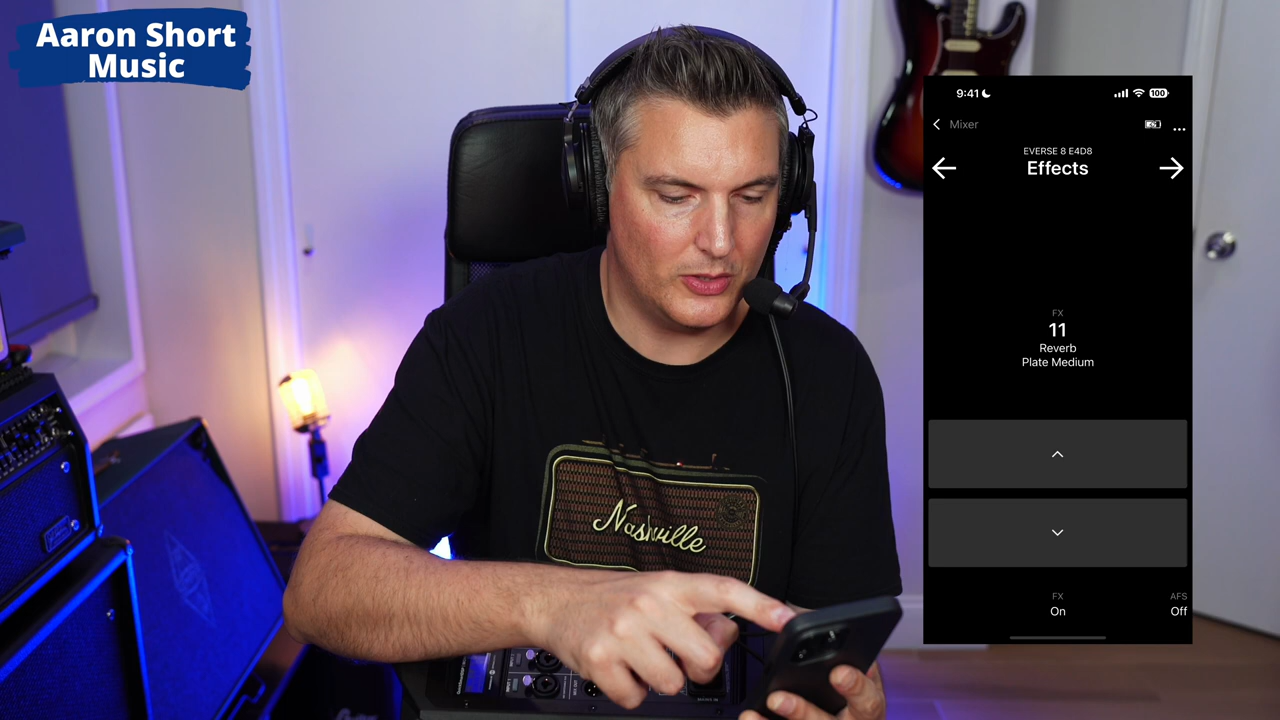 Aaron Short
Music
9:41
100
Mixer
...
EVERSE 8 E4D8
Effects
FX
11
Reverb
Plate Medium
FX
On
AFS
Off
Nashville